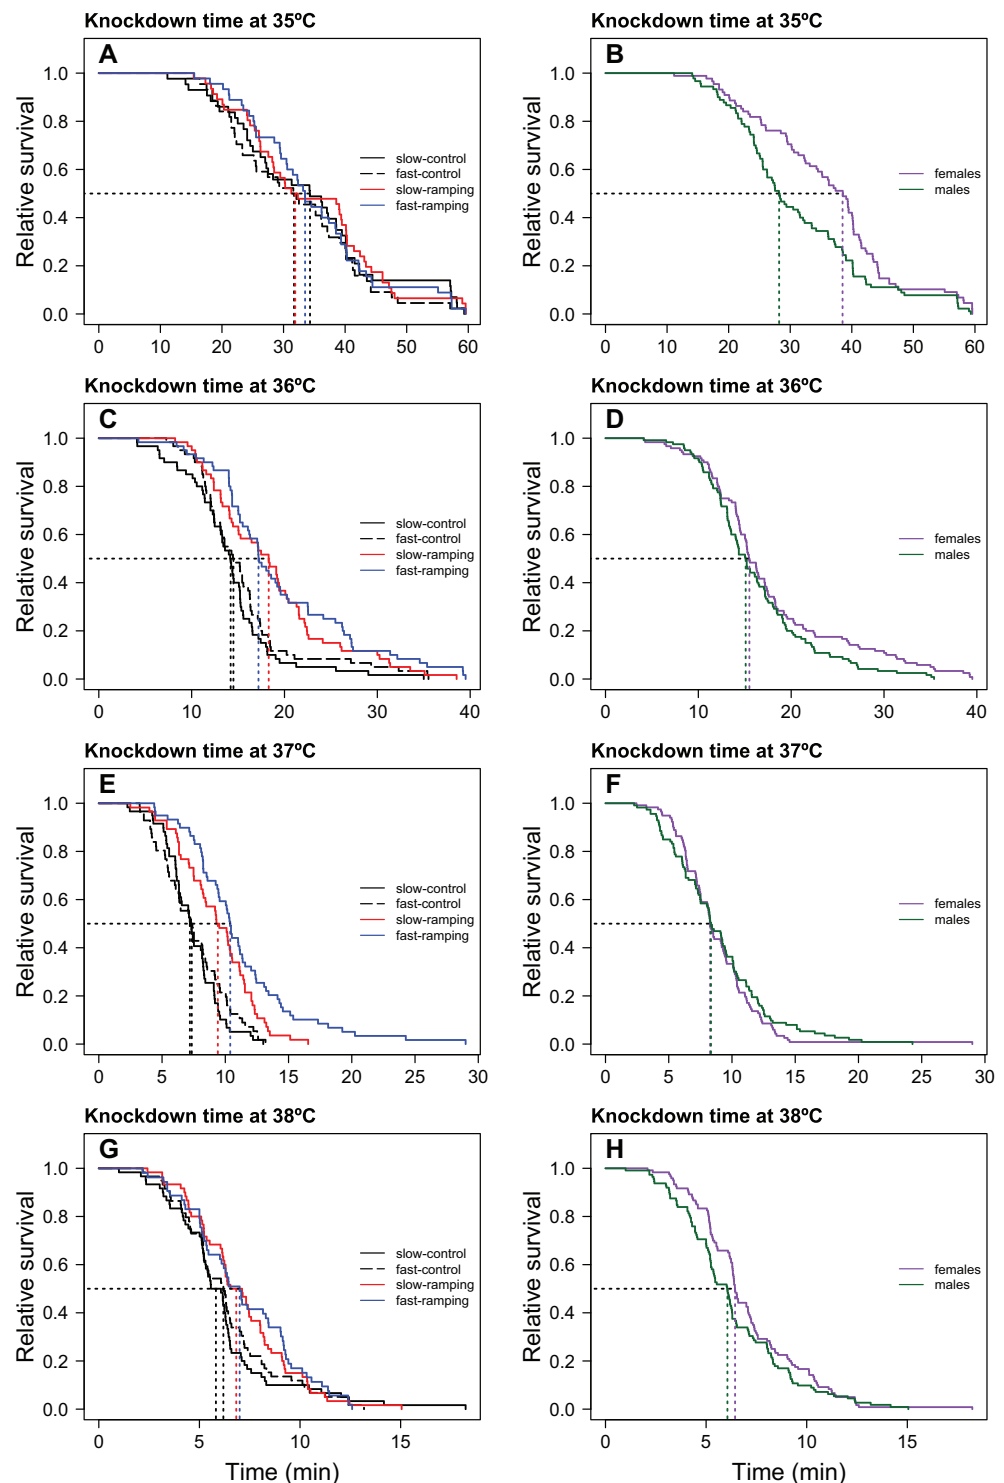 Knockdown time at 35ºC
A
Relative survival
1.0
0.8
0.6
0.4
0.2
0.0
slow-control
fast-control
slow-ramping
fast-ramping
0 10 20 30 40 50 60
Knockdown time at 35ºC
B
Relative survival
1.0
0.8
0.6
0.4
0.2
0.0
females
males
0 10 20 30 40 50 60
Knockdown time at 36ºC
C
Relative survival
1.0
0.8
0.6
0.4
0.2
0.0
slow-control
fast-control
slow-ramping
fast-ramping
0 10 20 30 40
Knockdown time at 36ºC
D
Relative survival
1.0
0.8
0.6
0.4
0.2
0.0
females
males
0 10 20 30 40
Knockdown time at 37ºC
E
Relative survival
1.0
0.8
0.6
0.4
0.2
0.0
slow-control
fast-control
slow-ramping
fast-ramping
0 5 10 15 20 25 30
Knockdown time at 37ºC
F
Relative survival
1.0
0.8
0.6
0.4
0.2
0.0
females
males
0 5 10 15 20 25 30
Knockdown time at 38ºC
G
Relative survival
1.0
0.8
0.6
0.4
0.2
0.0
slow-control
fast-control
slow-ramping
fast-ramping
0 5 10 15
Time (min)
Knockdown time at 38ºC
H
Relative survival
1.0
0.8
0.6
0.4
0.2
0.0
females
males
0 5 10 15
Time (min)